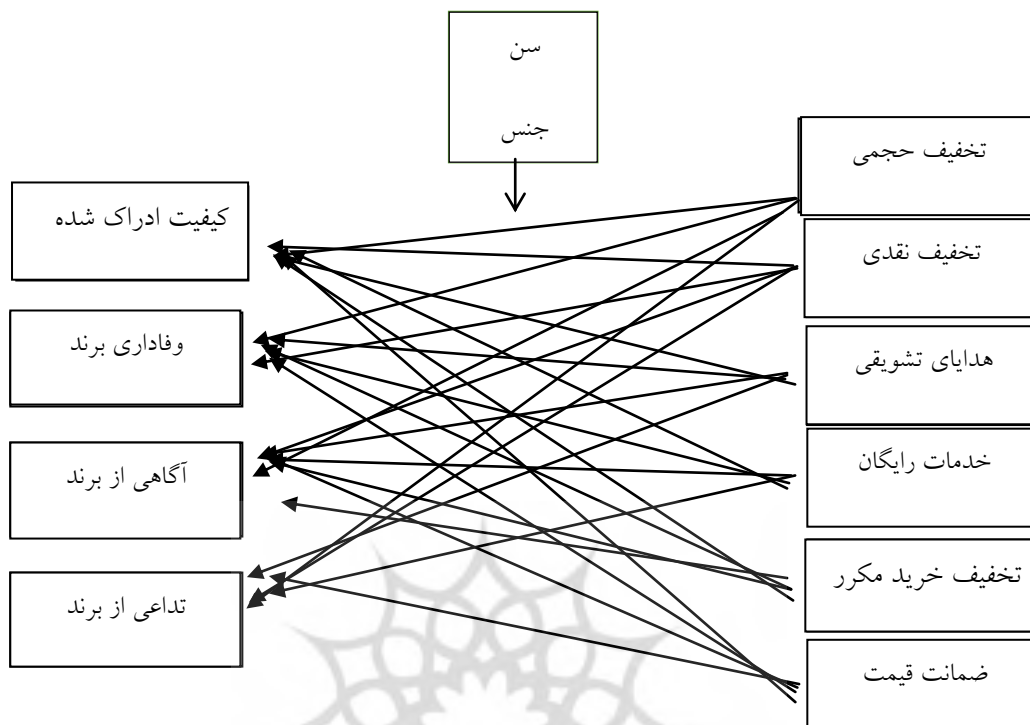 سن
جنس
تخفیف حجمی
تخفیف نقدی
هدایای تشویقی
خدمات رایگان
تخفیف خرید مکرر
ضمانت قیمت
کیفیت ادراک شده
وفاداری برند
آگاهی از برند
تداعی از برند